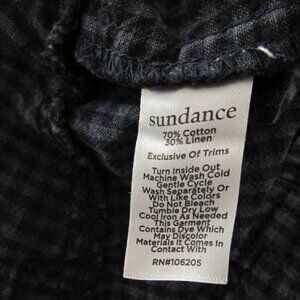 sundance
70% Cotton
30% Linen
Exclusive Of Trims
Turn Inside Out
Machine Wash Cold
Gentle Cycle
Wash Separately Or
With Like Colors
Do Not Bleach
Tumble Dry Low
Cool Iron As Needed
This Garment
Contains Dye Which
May Discolor
Materials It Comes In
Contact With
RN#106205